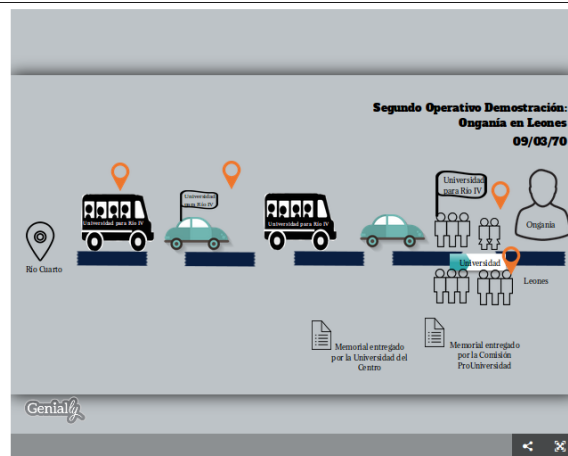 Segundo Operativo Demostración:
Onganía en Leones
09/03/70
Universidad para Río IV
Universidad
para Río IV
Universidad para Río IV
Universidad
para Río IV
Onganía
Río Cuarto
Universidad
Leones
Memorial entregado
por la Universidad del
Centro
Memorial entregado
por la Comisión
ProUniversidad
Genially